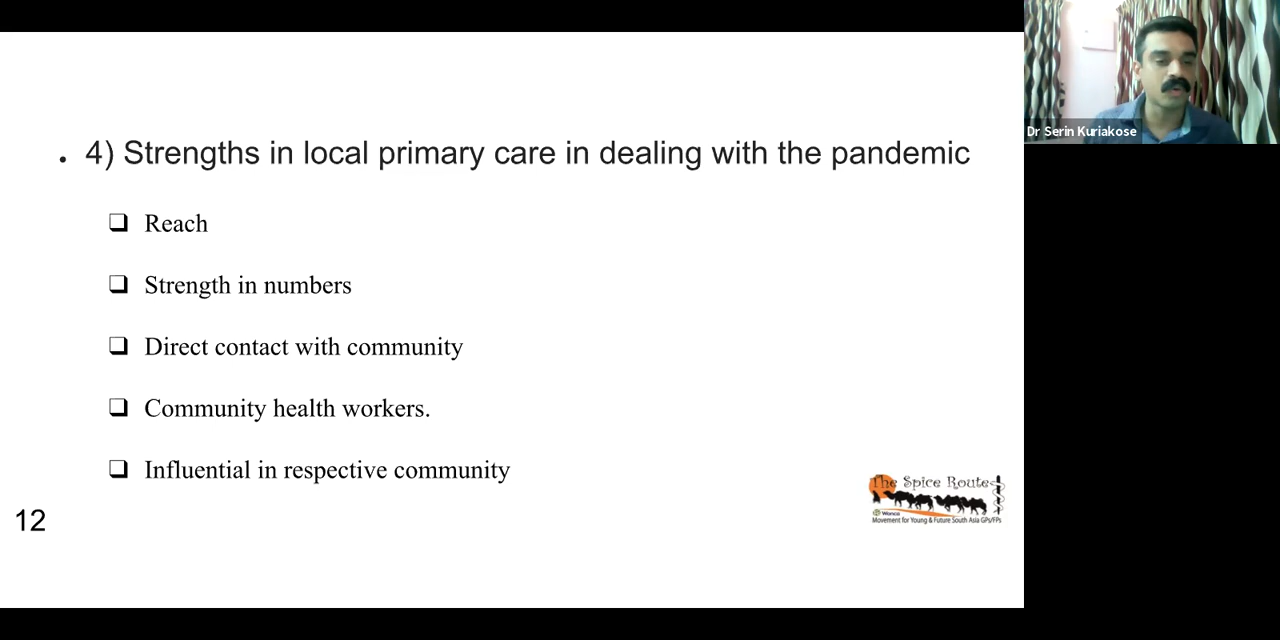 . 4) Strengths in local primary care in dealing with the pandemic
❑ Reach
❑ Strength in numbers
❑ Direct contact with community
❑ Community health workers.
❑ Influential in respective community
12
The Spice Route
Wonca
Movement for Young & Future South Asia GPs/FPs
Dr Serin Kuriakose